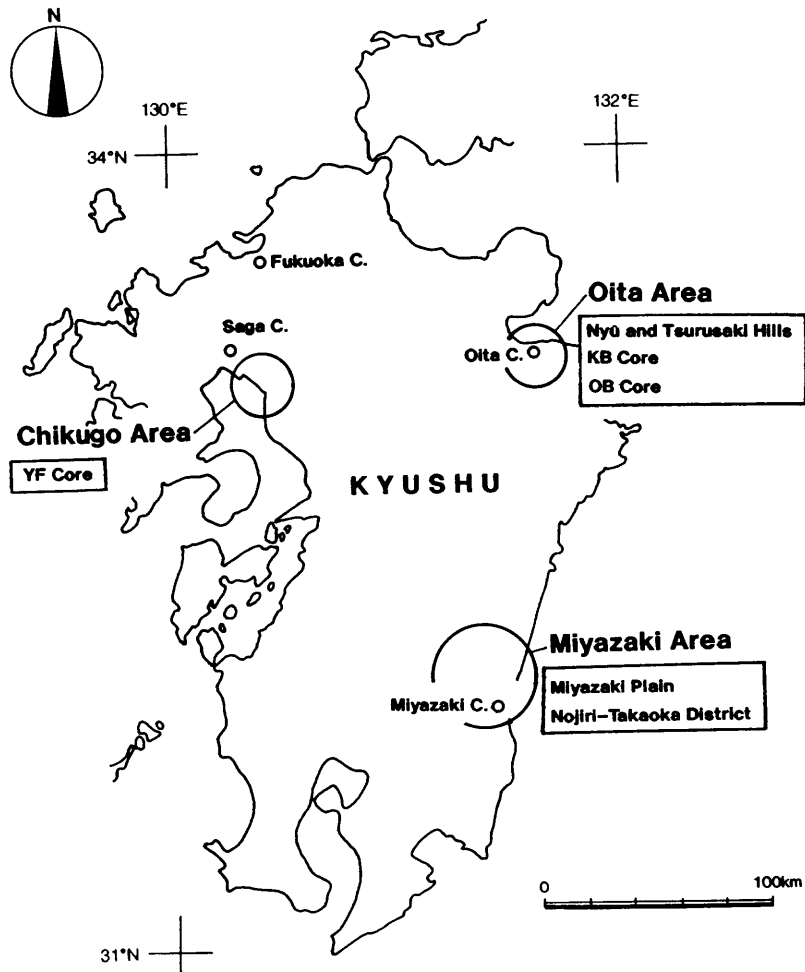 N
130°E
132°E
34°N
Fukuoka C.
Oita Area
Nyū and Tsurusaki Hills
KB Core
OB Core
Saga C.
Oita C.
Chikugo Area
YF Core
KYUSHU
Miyazaki Area
Miyazaki Plain
Nojiri-Takaoka District
Miyazaki C.
0
100km
31°N